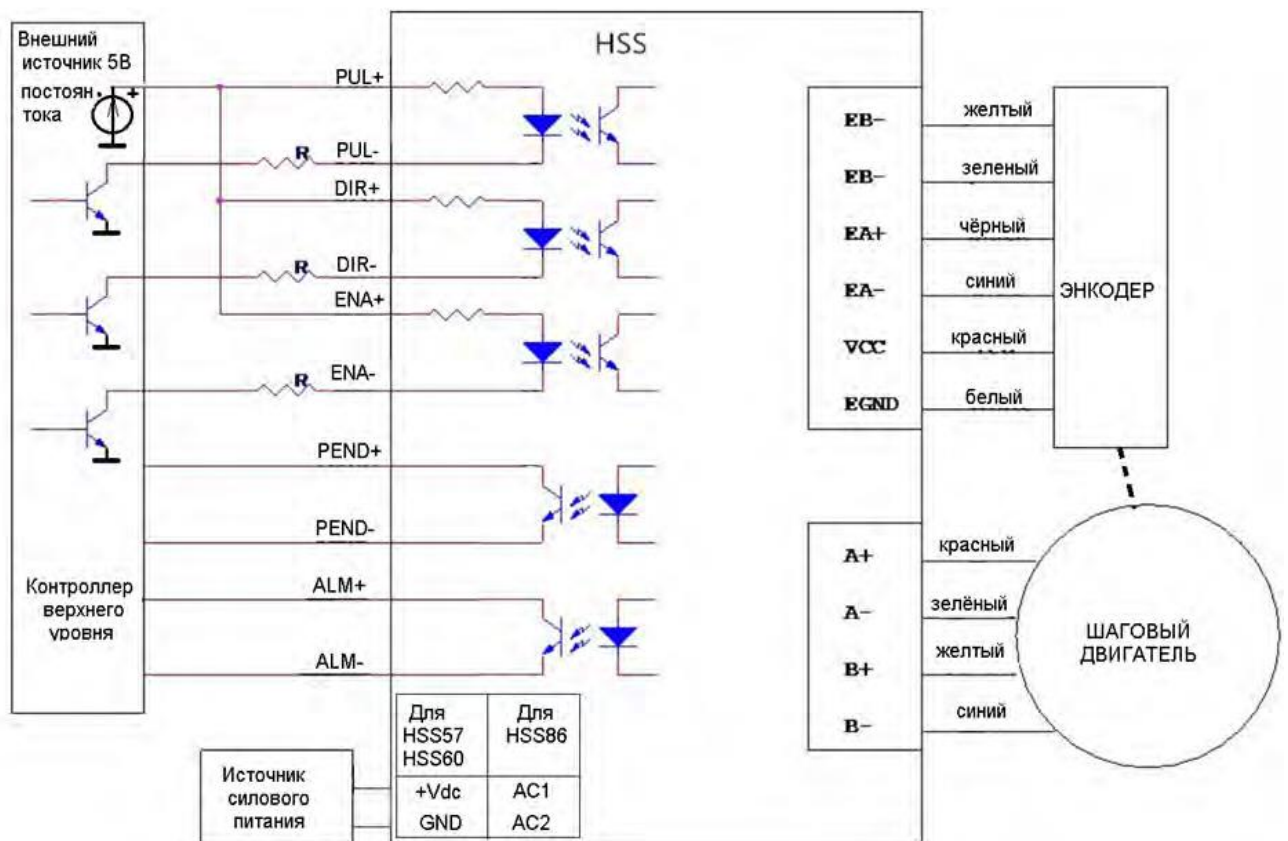 Внешний
источник 5В
постоян.
тока
+
HSS
PUL+
R
PUL-
DIR+
R
DIR-
ENA+
R
ENA-
PEND+
PEND-
ALM+
ALM-
Контроллер
верхнего
уровня
Источник
силового
питания
Для
HSS57
HSS60
Для
HSS86
+Vdc
AC1
GND
AC2
EB-
желтый
EB-
зеленый
EA+
чёрный
EA-
синий
VCC
красный
EGND
белый
ЭНКОДЕР
A+
красный
A-
зелёный
B+
желтый
B-
синий
ШАГОВЫЙ
ДВИГАТЕЛЬ